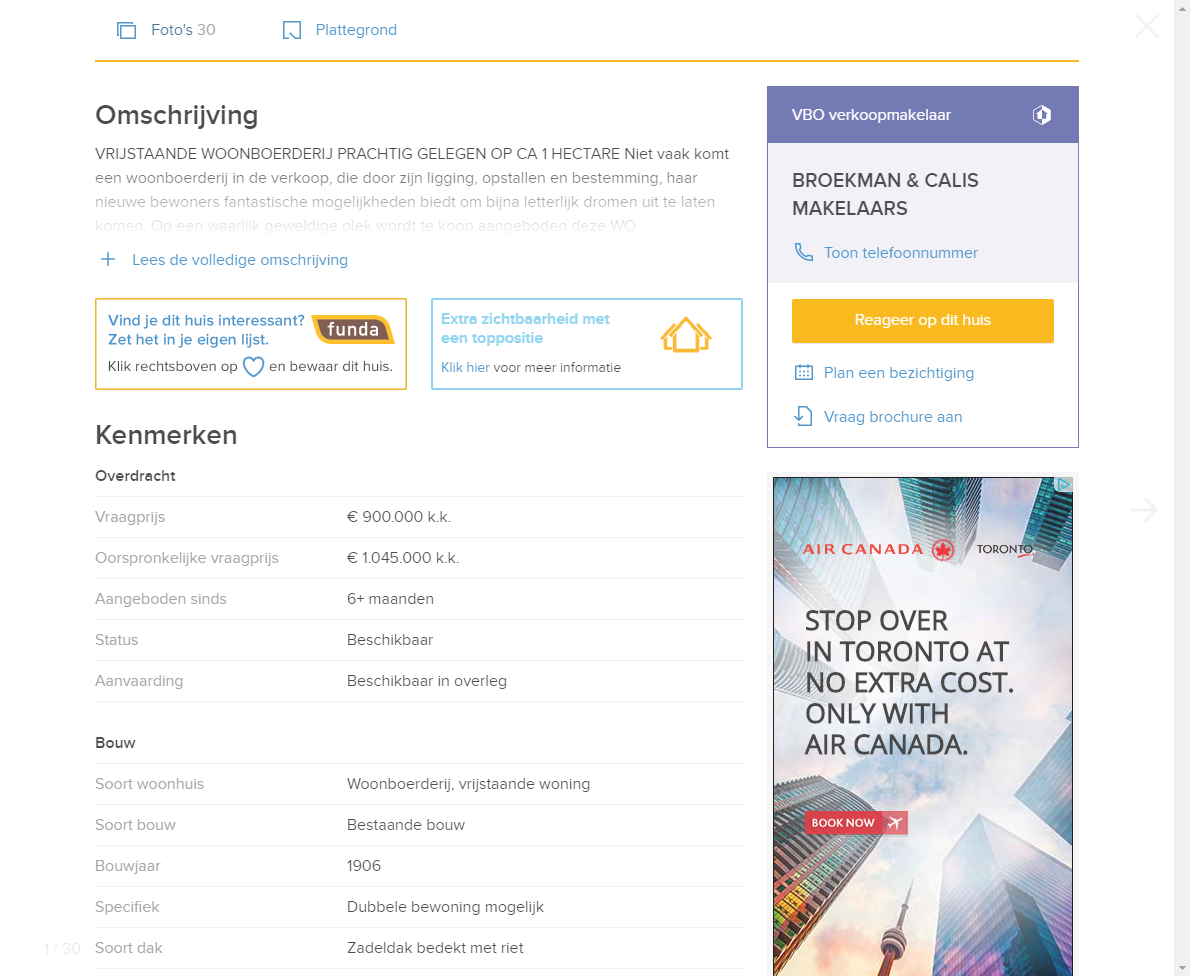 Foto's 30
Plattegrond
Omschrijving
VRIJSTAANDE WOONBOERDERIJ PRACHTIG GELEGEN OP CA 1 HECTARE Niet vaak komt
een woonboerderij in de verkoop, die door zijn ligging, opstallen en bestemming, haar
nieuwe bewoners fantastische mogelijkheden biedt om bijna letterlijk dromen uit te laten
komen. Op een waarlijk geweldige plek wordt te koop aangeboden deze WO ...
Lees de volledige omschrijving
Vind je dit huis interessant?
Zet het in je eigen lijst.
funda
Klik rechtsboven op en bewaar dit huis.
Extra zichtbaarheid met
een toppositie
Klik hier voor meer informatie
Kenmerken
Overdracht
Vraagprijs € 900.000 k.k.
Oorspronkelijke vraagprijs € 1.045.000 k.k.
Aangeboden sinds 6+ maanden
Status Beschikbaar
Aanvaarding Beschikbaar in overleg
Bouw
Soort woonhuis Woonboerderij, vrijstaande woning
Soort bouw Bestaande bouw
Bouwjaar 1906
Specifiek Dubbele bewoning mogelijk
Soort dak Zadeldak bedekt met riet
1 / 30
VBO verkoopmakelaar
BROEKMAN & CALIS
MAKELAARS
Toon telefoonnummer
Reageer op dit huis
Plan een bezichtiging
Vraag brochure aan
AIR CANADA TORONTO
STOP OVER
IN TORONTO AT
NO EXTRA COST.
ONLY WITH
AIR CANADA.
BOOK NOW